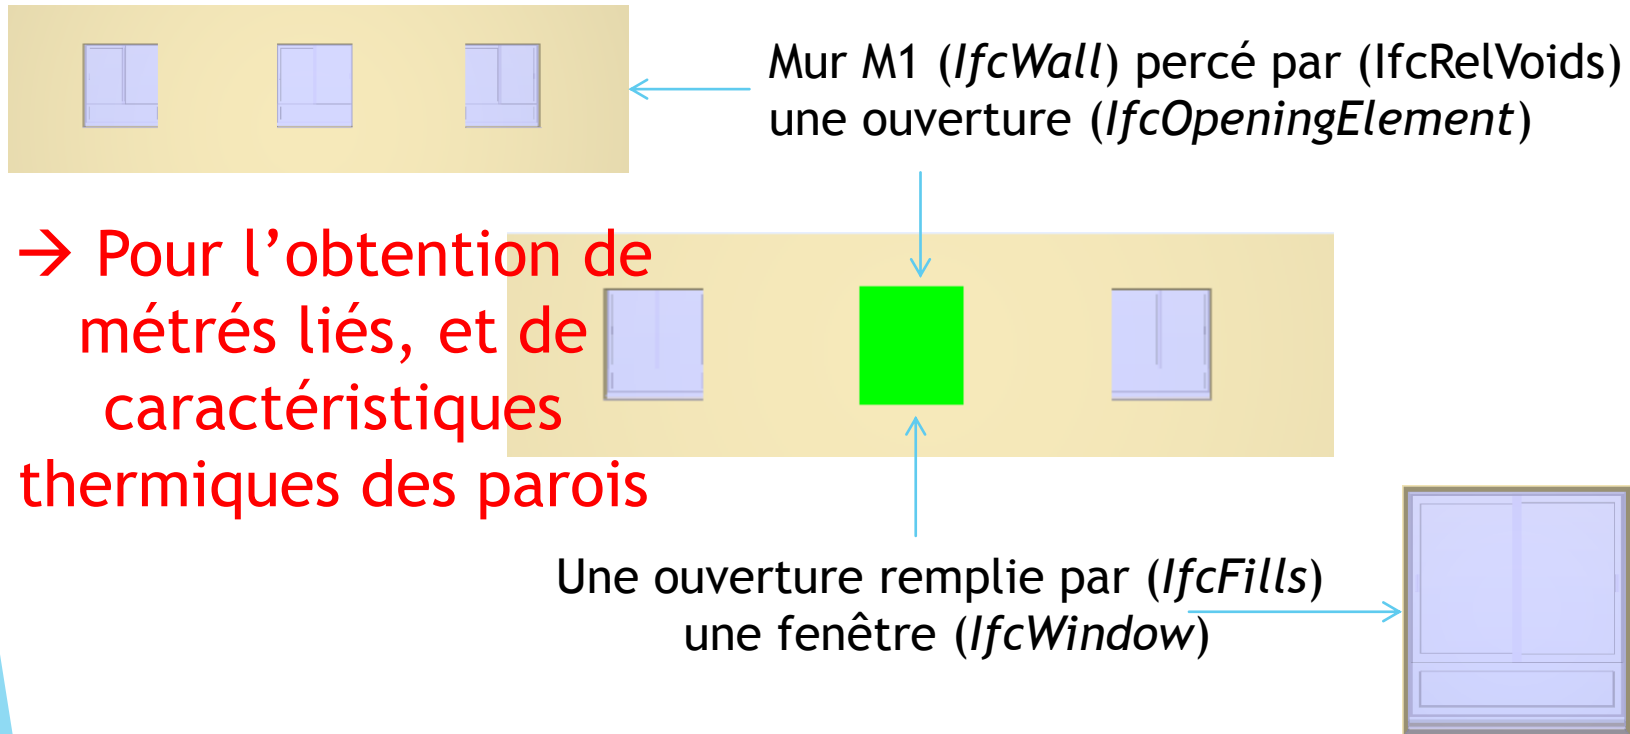 Mur M1 (IfcWall) percé par (IfcRelVoids)
une ouverture (IfcOpeningElement)
→ Pour l’obtention de
métrés liés, et de
caractéristiques
thermiques des parois
Une ouverture remplie par (IfcFills)
une fenêtre (IfcWindow)